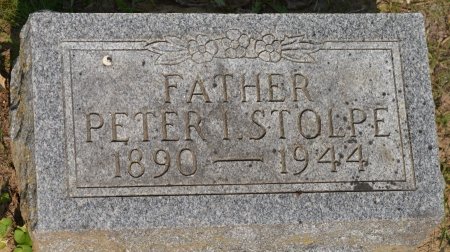 FATHER
PETER I. STOLPE
1890 — 1944